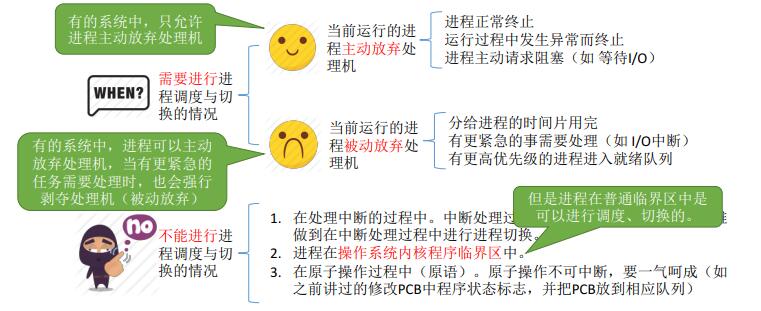 有的系统中，只允许
进程主动放弃处理机
当前运行的进
程主动放弃处
理机
进程正常终止
运行过程中发生异常而终止
进程主动请求阻塞（如 等待I/O）
WHEN?
需要进行进
程调度与切
换的情况
当前运行的进
程被动放弃处
理机
分给进程的时间片用完
有更紧急的事需要处理（如 I/O中断）
有更高优先级的进程进入就绪队列
有的系统中，进程可以主动
放弃处理机，当有更紧急的
任务需要处理时，也会强行
剥夺处理机（被动放弃）
no
不能进行进
程调度与切
换的情况
但是进程在普通临界区中是
可以进行调度、切换的。
1. 在处理中断的过程中。中断处理过
做到在中断处理过程中进行进程切换。
2. 进程在操作系统内核程序临界区中。
3. 在原子操作过程中（原语）。原子操作不可中断，要一气呵成（如
之前讲过的修改PCB中程序状态标志，并把PCB放到相应队列）